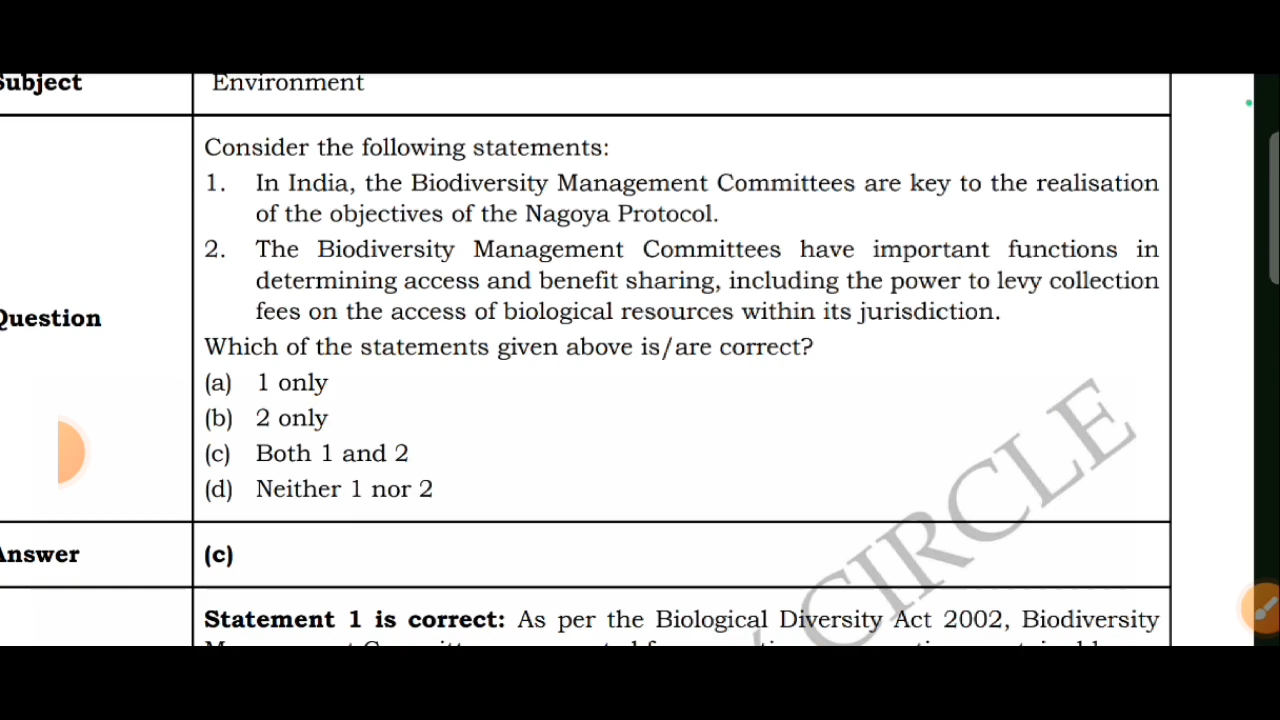 Subject
Environment
Consider the following statements:
1. In India, the Biodiversity Management Committees are key to the realisation
of the objectives of the Nagoya Protocol.
2. The Biodiversity Management Committees have important functions in
determining access and benefit sharing, including the power to levy collection
fees on the access of biological resources within its jurisdiction.
Question
Which of the statements given above is/are correct?
(a) 1 only
(b) 2 only
(c) Both 1 and 2
(d) Neither 1 nor 2
CIRCLE
Answer
(c)
Statement 1 is correct: As per the Biological Diversity Act 2002, Biodiversity